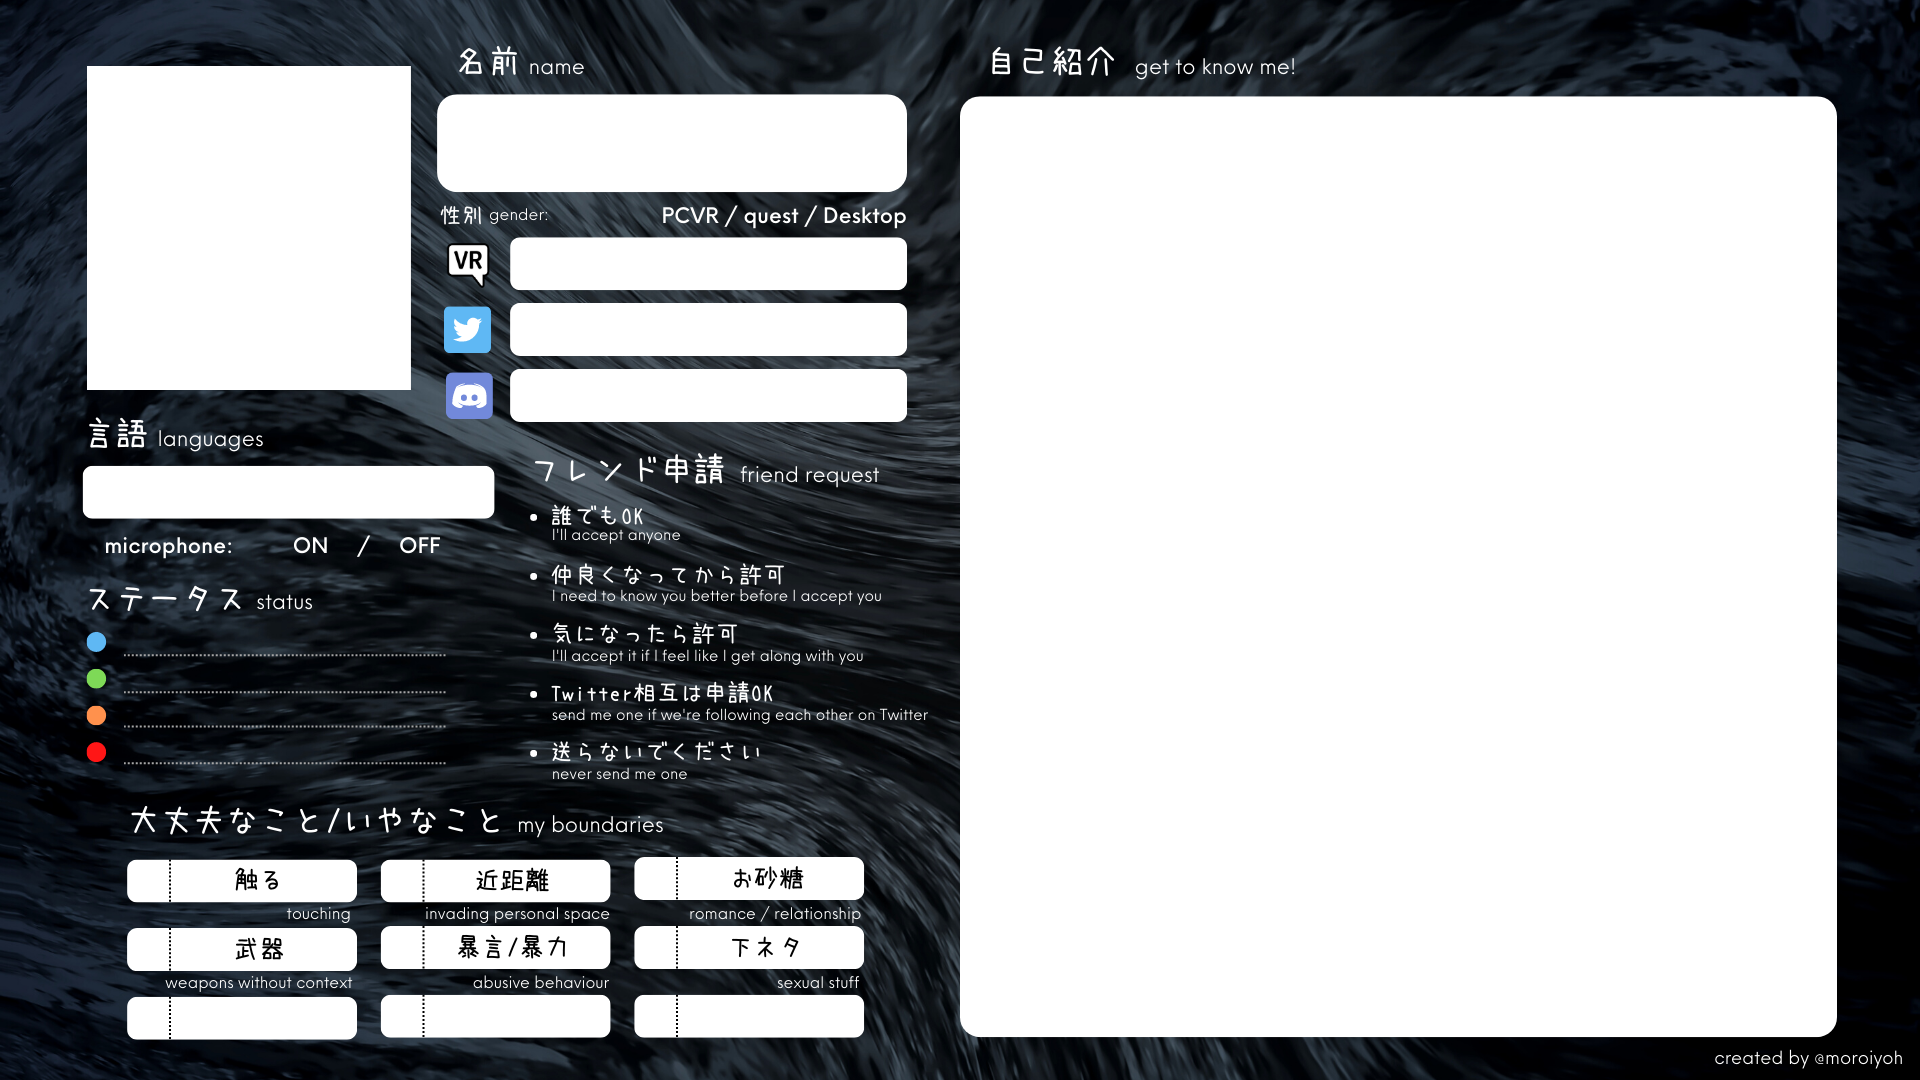 名前 name
性別 gender: PCVR / quest / Desktop
VR
言語 languages
microphone: ON / OFF
ステータス status
フレンド申請 friend request
• 誰でもOK
I'll accept anyone
• 仲良くなってから許可
I need to know you better before I accept you
• 気になったら許可
I'll accept it if I feel like I get along with you
• Twitter相互は申請OK
send me one if we're following each other on Twitter
• 送らないでください
never send me one
大丈夫なこと/いやなこと my boundaries
触る
touching
近距離
invading personal space
お砂糖
romance / relationship
武器
weapons without context
暴言/暴力
abusive behaviour
下ネタ
sexual stuff
自己紹介 get to know me!
created by @moroiyoh